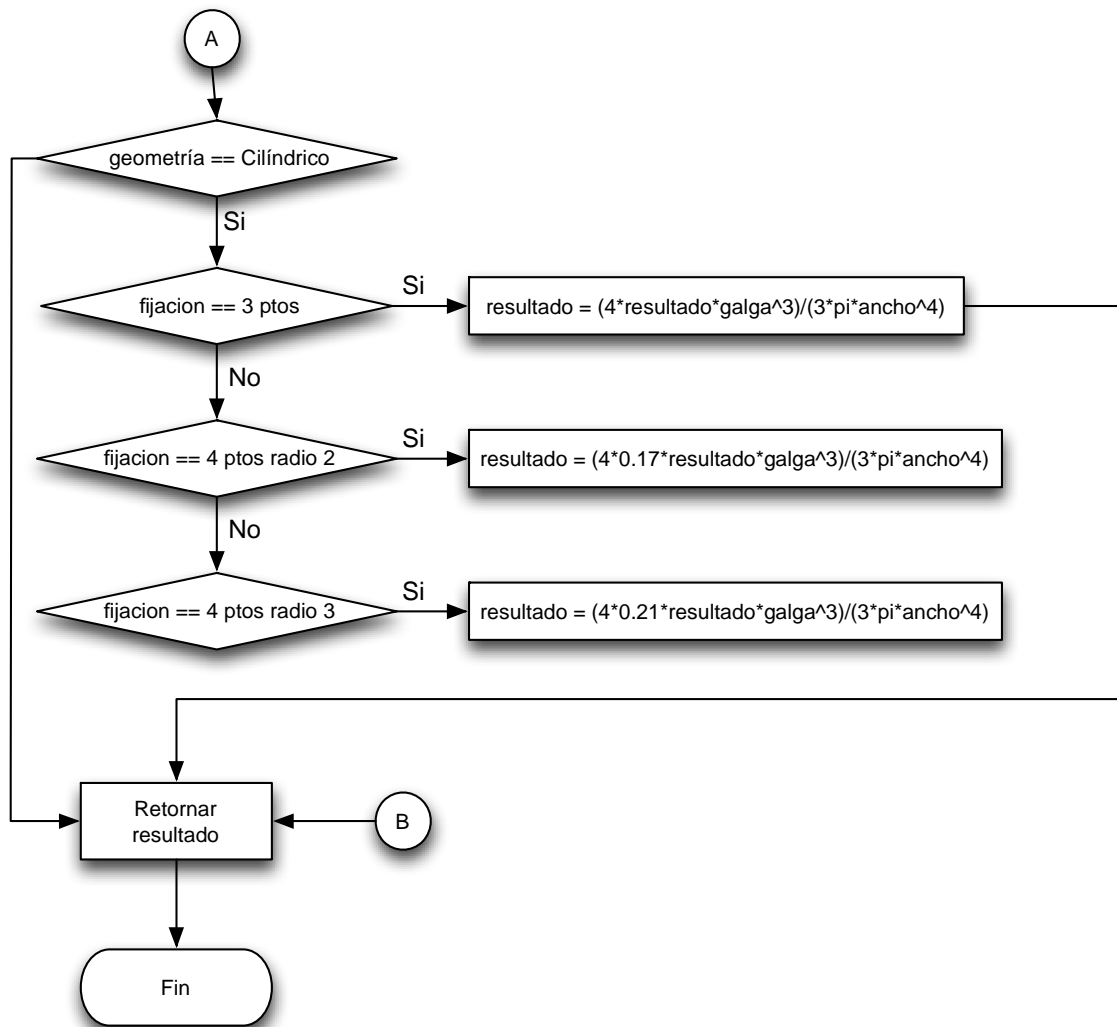 A
geometría == Cilíndrico
Si
fijacion == 3 ptos
Si
resultado = (4*resultado*galga^3)/(3*pi*ancho^4)
No
fijacion == 4 ptos radio 2
Si
resultado = (4*0.17*resultado*galga^3)/(3*pi*ancho^4)
No
fijacion == 4 ptos radio 3
Si
resultado = (4*0.21*resultado*galga^3)/(3*pi*ancho^4)
Retornar
resultado
B
Fin